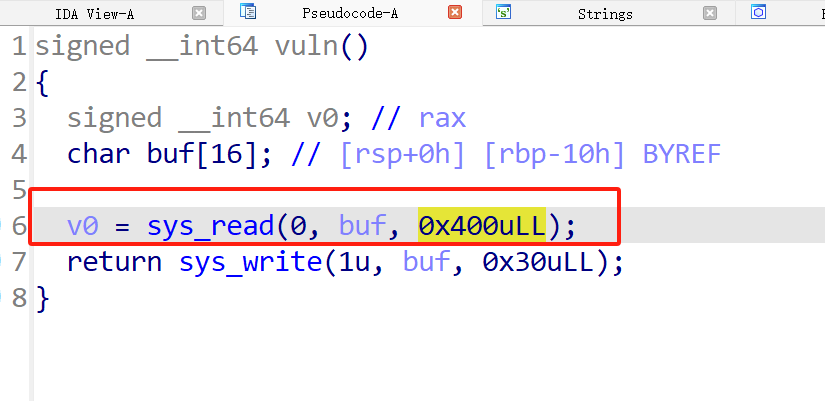 IDA View-A Pseudocode-A Strings
1 signed __int64 vuln()
2 {
3 signed __int64 v0; // rax
4 char buf[16]; // [rsp+0h] [rbp-10h] BYREF
5
6 v0 = sys_read(0, buf, 0x400uLL);
7 return sys_write(1u, buf, 0x30uLL);
8 }